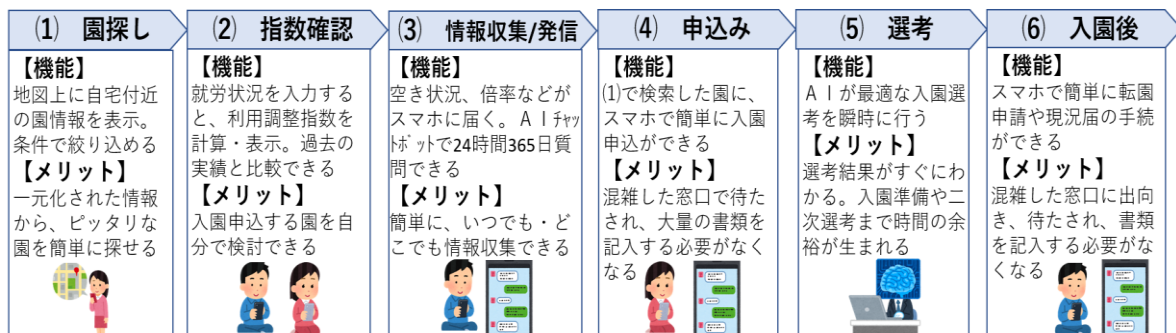 ⑴ 園探し
【機能】
地図上に自宅付近
の園情報を表示。
条件で絞り込める
【メリット】
一元化された情報
から、ピッタリな
園を簡単に探せる
⑵ 指数確認
【機能】
就労状況を入力する
と、利用調整指数を
計算・表示。過去の
実績と比較できる
【メリット】
入園申込する園を自
分で検討できる
⑶ 情報収集/発信
【機能】
空き状況、倍率などが
スマホに届く。ＡＩﾁｬｯ
ﾄﾎﾞｯﾄで24時間365日質
問できる
【メリット】
簡単に、いつでも・ど
こでも情報収集できる
⑷ 申込み
【機能】
⑴で検索した園に、
スマホで簡単に入園
申込ができる
【メリット】
混雑した窓口で待た
され、大量の書類を
記入する必要がなく
なる
⑸ 選考
【機能】
ＡＩが最適な入園選
考を瞬時に行う
【メリット】
選考結果がすぐにわ
かる。入園準備や二
次選考まで時間の余
裕が生まれる
⑹ 入園後
【機能】
スマホで簡単に転園
申請や現況届の手続
ができる
【メリット】
混雑した窓口に出向
き、待たされ、書類
を記入する必要がな
くなる